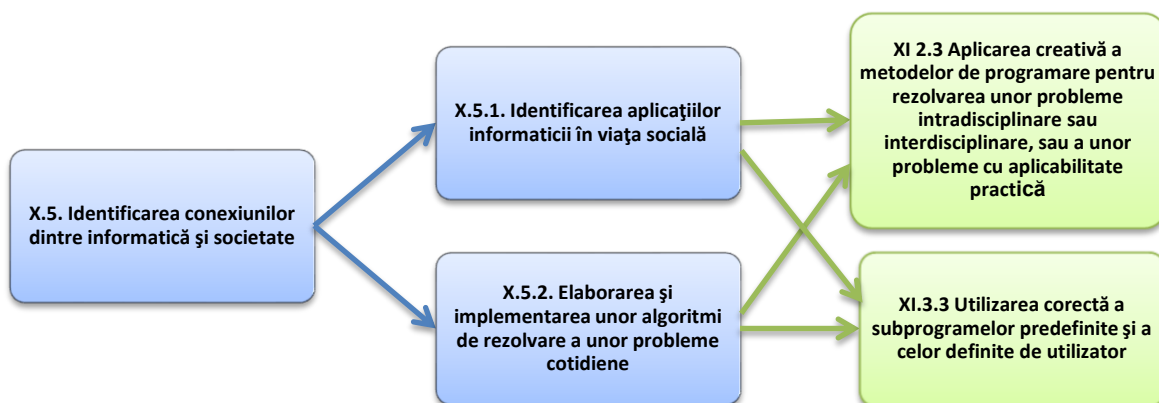 X.5. Identificarea conexiunilor
dintre informatică şi societate
X.5.1. Identificarea aplicaţiilor
informaticii în viaţa socială
X.5.2. Elaborarea şi
implementarea unor algoritmi
de rezolvare a unor probleme
cotidiene
XI 2.3 Aplicarea creativă a
metodelor de programare pentru
rezolvarea unor probleme
intradisciplinare sau
interdisciplinare, sau a unor
probleme cu aplicabilitate
practică
XI.3.3 Utilizarea corectă a
subprogramelor predefinite şi a
celor definite de utilizator